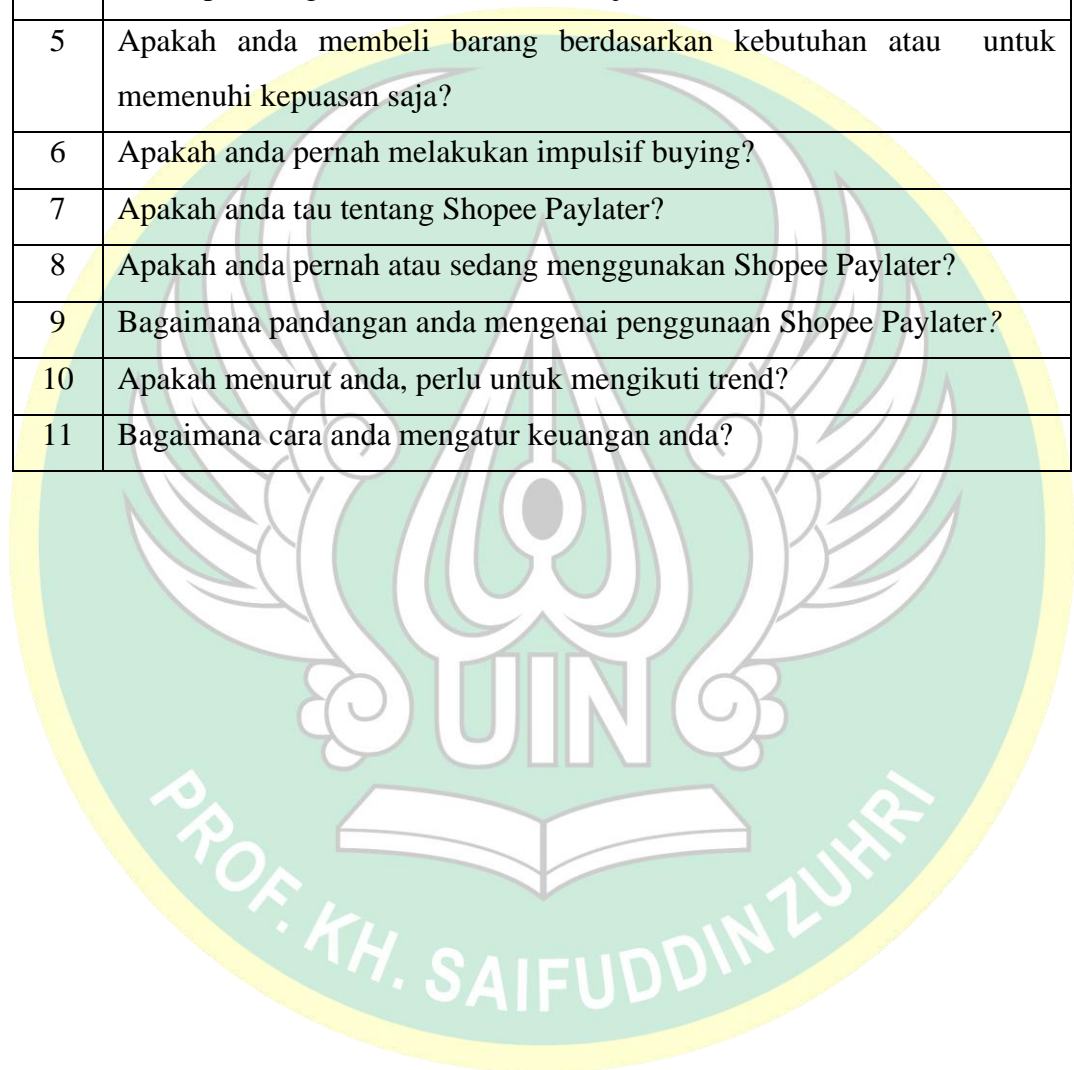 5 Apakah anda membeli barang berdasarkan kebutuhan atau untuk
memenuhi kepuasan saja?
6 Apakah anda pernah melakukan impulsif buying?
7 Apakah anda tau tentang Shopee Paylater?
8 Apakah anda pernah atau sedang menggunakan Shopee Paylater?
9 Bagaimana pandangan anda mengenai penggunaan Shopee Paylater?
10 Apakah menurut anda, perlu untuk mengikuti trend?
11 Bagaimana cara anda mengatur keuangan anda?
UIN
PROF. KH. SAIFUDDIN ZUHRI